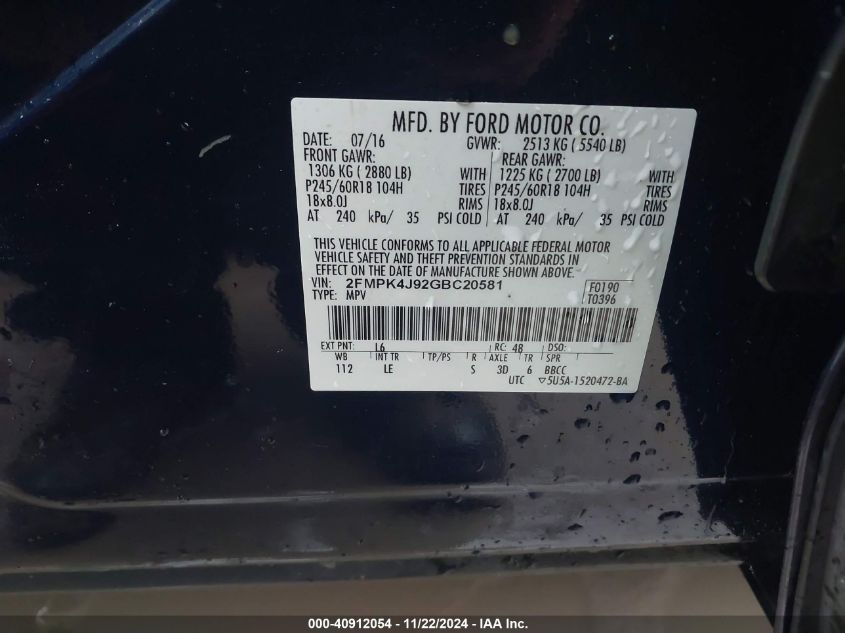 MFD. BY FORD MOTOR CO.
DATE: 07/16 GVWR: 2513 KG ( 5540 LB)
FRONT GAWR: REAR GAWR:
1306 KG ( 2880 LB) WITH 1225 KG ( 2700 LB) WITH
P245/60R18 104H TIRES P245/60R18 104H TIRES
18x8.0J RIMS 18x8.0J RIMS
AT 240 kPa/ 35 PSI COLD AT 240 kPa/ 35 PSI COLD
THIS VEHICLE CONFORMS TO ALL APPLICABLE FEDERAL MOTOR
VEHICLE SAFETY AND THEFT PREVENTION STANDARDS IN
EFFECT ON THE DATE OF MANUFACTURE SHOWN ABOVE.
VIN: 2FMPK4J92GBC20581 F0190
TYPE: MPV T0396
EXT PNT: L6 RC: 48 DSO:
WB INT TR TP/PS R AXLE TR SPR
112 LE S 3D 6 BBCC
UTC ▽5U5A-1520472-BA
000-40912054 - 11/22/2024 - IAA Inc.